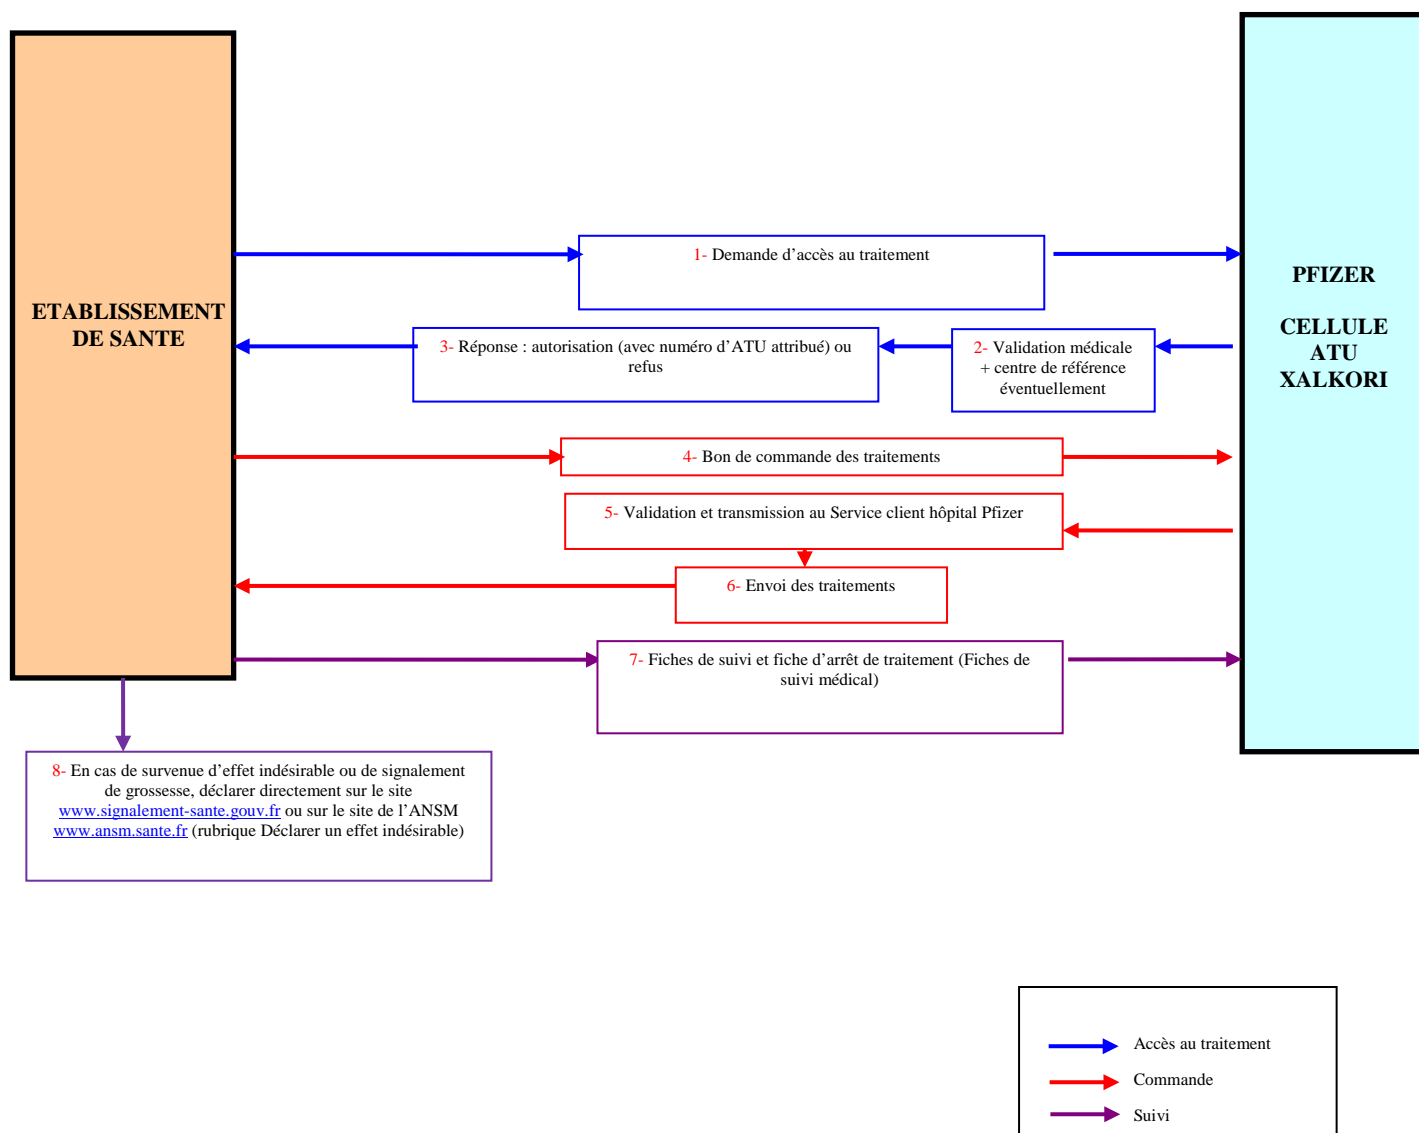 ETABLISSEMENT
DE SANTE
PFIZER
CELLULE
ATU
XALKORI
1- Demande d’accès au traitement
3- Réponse : autorisation (avec numéro d’ATU attribué) ou
refus
2- Validation médicale
+ centre de référence
éventuellement
4- Bon de commande des traitements
5- Validation et transmission au Service client hôpital Pfizer
6- Envoi des traitements
7- Fiches de suivi et fiche d’arrêt de traitement (Fiches de
suivi médical)
8- En cas de survenue d’effet indésirable ou de signalement
de grossesse, déclarer directement sur le site
www.signalement-sante.gouv.fr ou sur le site de l’ANSM
www.ansm.sante.fr (rubrique Déclarer un effet indésirable)
Accès au traitement
Commande
Suivi